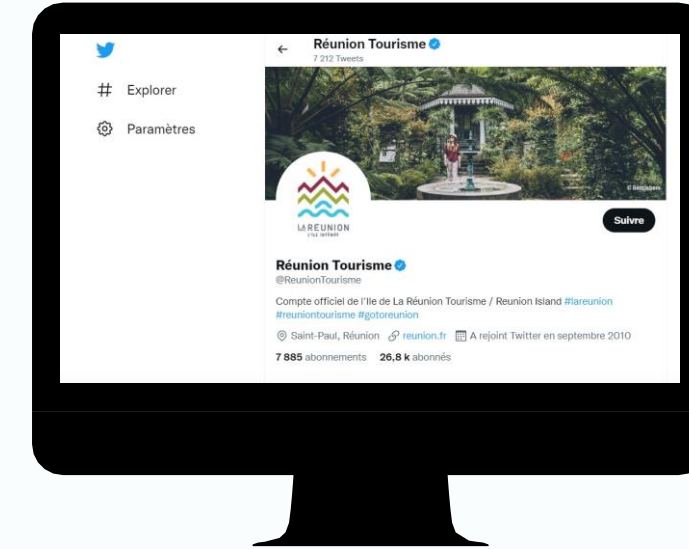 Réunion Tourisme
7 212 Tweets
# Explorer
Paramètres
LA RÉUNION
Suivre
Réunion Tourisme
@ReunionTourisme
Compte officiel de l'Ile de La Réunion Tourisme / Reunion Island #lareunion
#reuniontourisme #gotoreunion
Saint-Paul, Réunion reunion.fr A rejoint Twitter en septembre 2010
7 885 abonnements 26,8 k abonnés